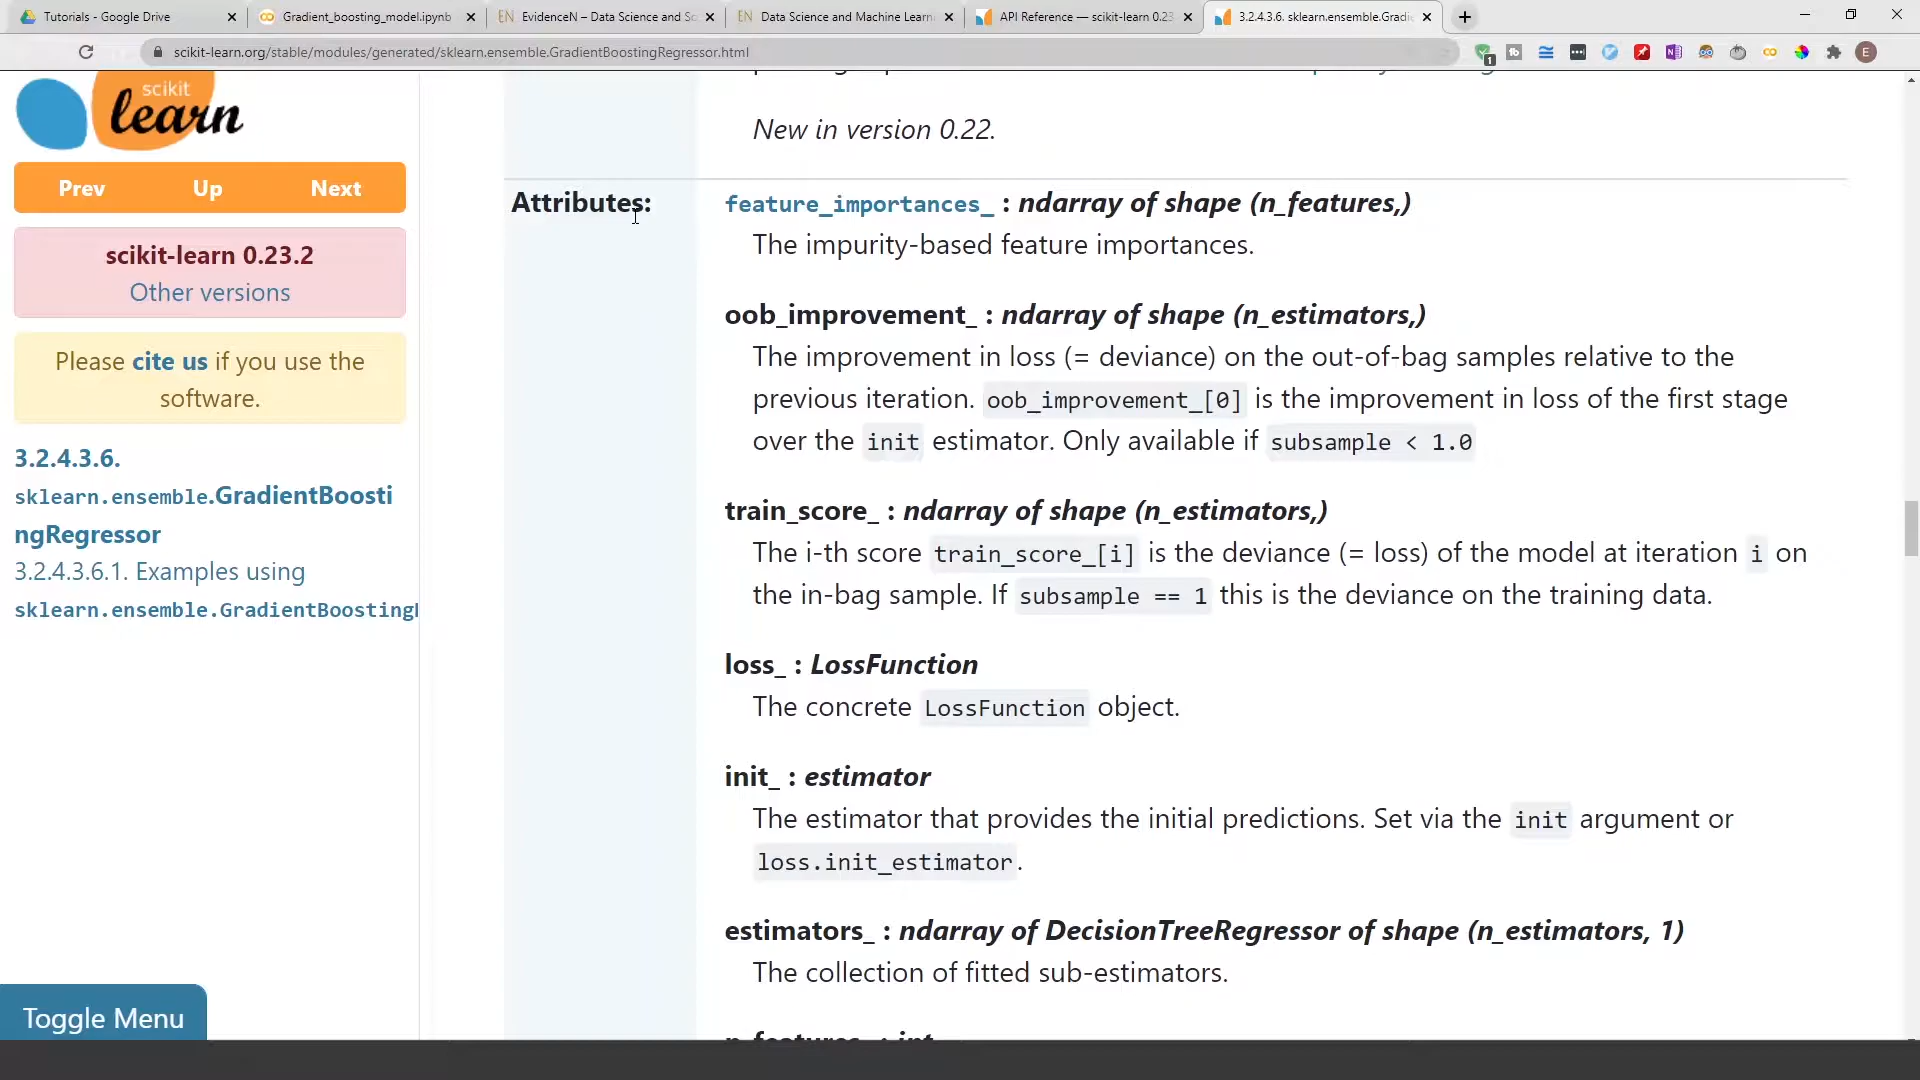 Tutorials - Google Drive
Gradient_boosting_model.ipynb
EN EvidenceN – Data Science and Sc
EN Data Science and Machine Learn
API Reference — scikit-learn 0.23
3.2.4.3.6. sklearn.ensemble.Gradie
scikit-learn.org/stable/modules/generated/sklearn.ensemble.GradientBoostingRegressor.html
1
E
scikit
learn
Prev Up Next
scikit-learn 0.23.2
Other versions
Please cite us if you use the
software.
3.2.4.3.6.
sklearn.ensemble.GradientBoosti
ngRegressor
3.2.4.3.6.1. Examples using
sklearn.ensemble.GradientBoosting
Toggle Menu
New in version 0.22.
Attributes:
feature_importances_ : ndarray of shape (n_features,)
The impurity-based feature importances.
oob_improvement_ : ndarray of shape (n_estimators,)
The improvement in loss (= deviance) on the out-of-bag samples relative to the
previous iteration. oob_improvement_[0] is the improvement in loss of the first stage
over the init estimator. Only available if subsample < 1.0
train_score_ : ndarray of shape (n_estimators,)
The i-th score train_score_[i] is the deviance (= loss) of the model at iteration i on
the in-bag sample. If subsample == 1 this is the deviance on the training data.
loss_ : LossFunction
The concrete LossFunction object.
init_ : estimator
The estimator that provides the initial predictions. Set via the init argument or
loss.init_estimator.
estimators_ : ndarray of DecisionTreeRegressor of shape (n_estimators, 1)
The collection of fitted sub-estimators.
n_features_ : int